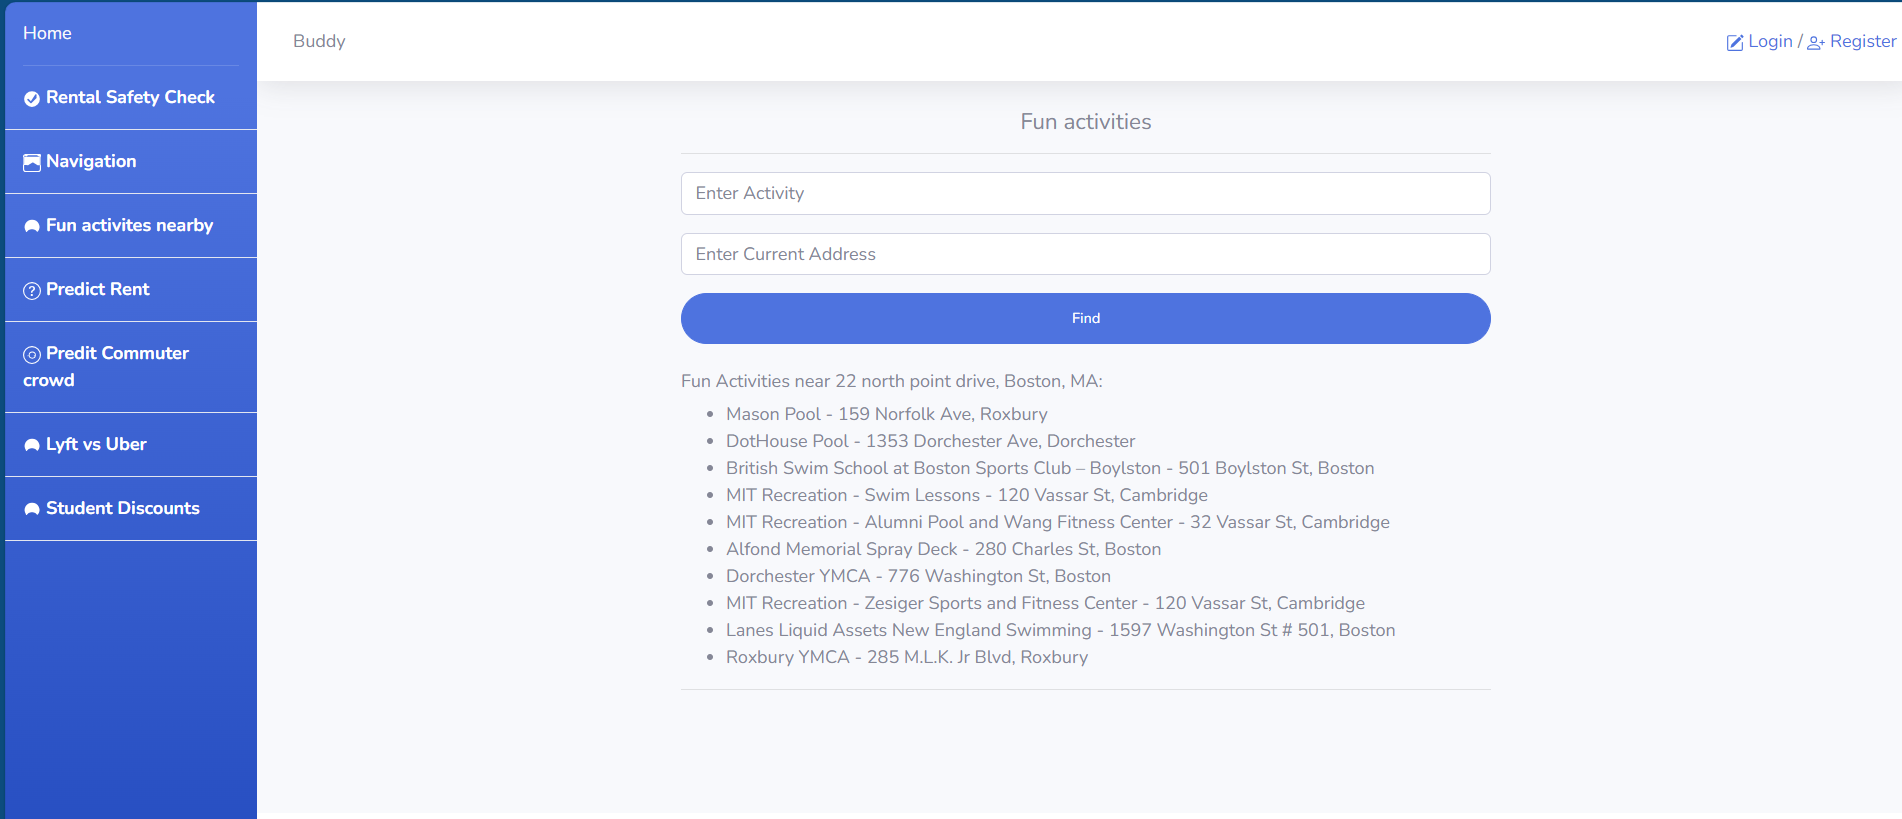 Home
Rental Safety Check
Navigation
Fun activites nearby
Predict Rent
Predit Commuter
crowd
Lyft vs Uber
Student Discounts
Buddy
Login / Register
Fun activities
Enter Activity
Enter Current Address
Find
Fun Activities near 22 north point drive, Boston, MA:
• Mason Pool - 159 Norfolk Ave, Roxbury
• DotHouse Pool - 1353 Dorchester Ave, Dorchester
• British Swim School at Boston Sports Club – Boylston - 501 Boylston St, Boston
• MIT Recreation - Swim Lessons - 120 Vassar St, Cambridge
• MIT Recreation - Alumni Pool and Wang Fitness Center - 32 Vassar St, Cambridge
• Alfond Memorial Spray Deck - 280 Charles St, Boston
• Dorchester YMCA - 776 Washington St, Boston
• MIT Recreation - Zesiger Sports and Fitness Center - 120 Vassar St, Cambridge
• Lanes Liquid Assets New England Swimming - 1597 Washington St # 501, Boston
• Roxbury YMCA - 285 M.L.K. Jr Blvd, Roxbury